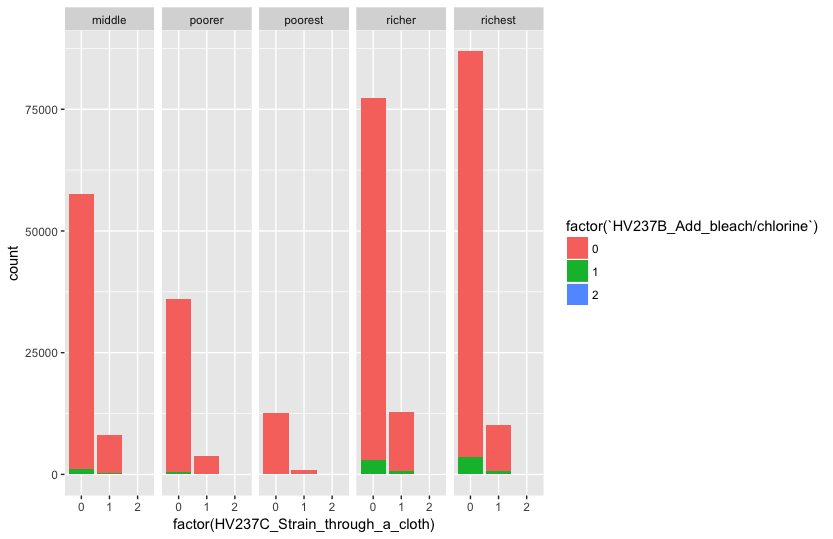 middle poorer poorest richer richest
75000
50000
25000
0
count
0 1 2 0 1 2 0 1 2 0 1 2 0 1 2
factor(HV237C_Strain_through_a_cloth)
factor(`HV237B_Add_bleach/chlorine`)
0
1
2